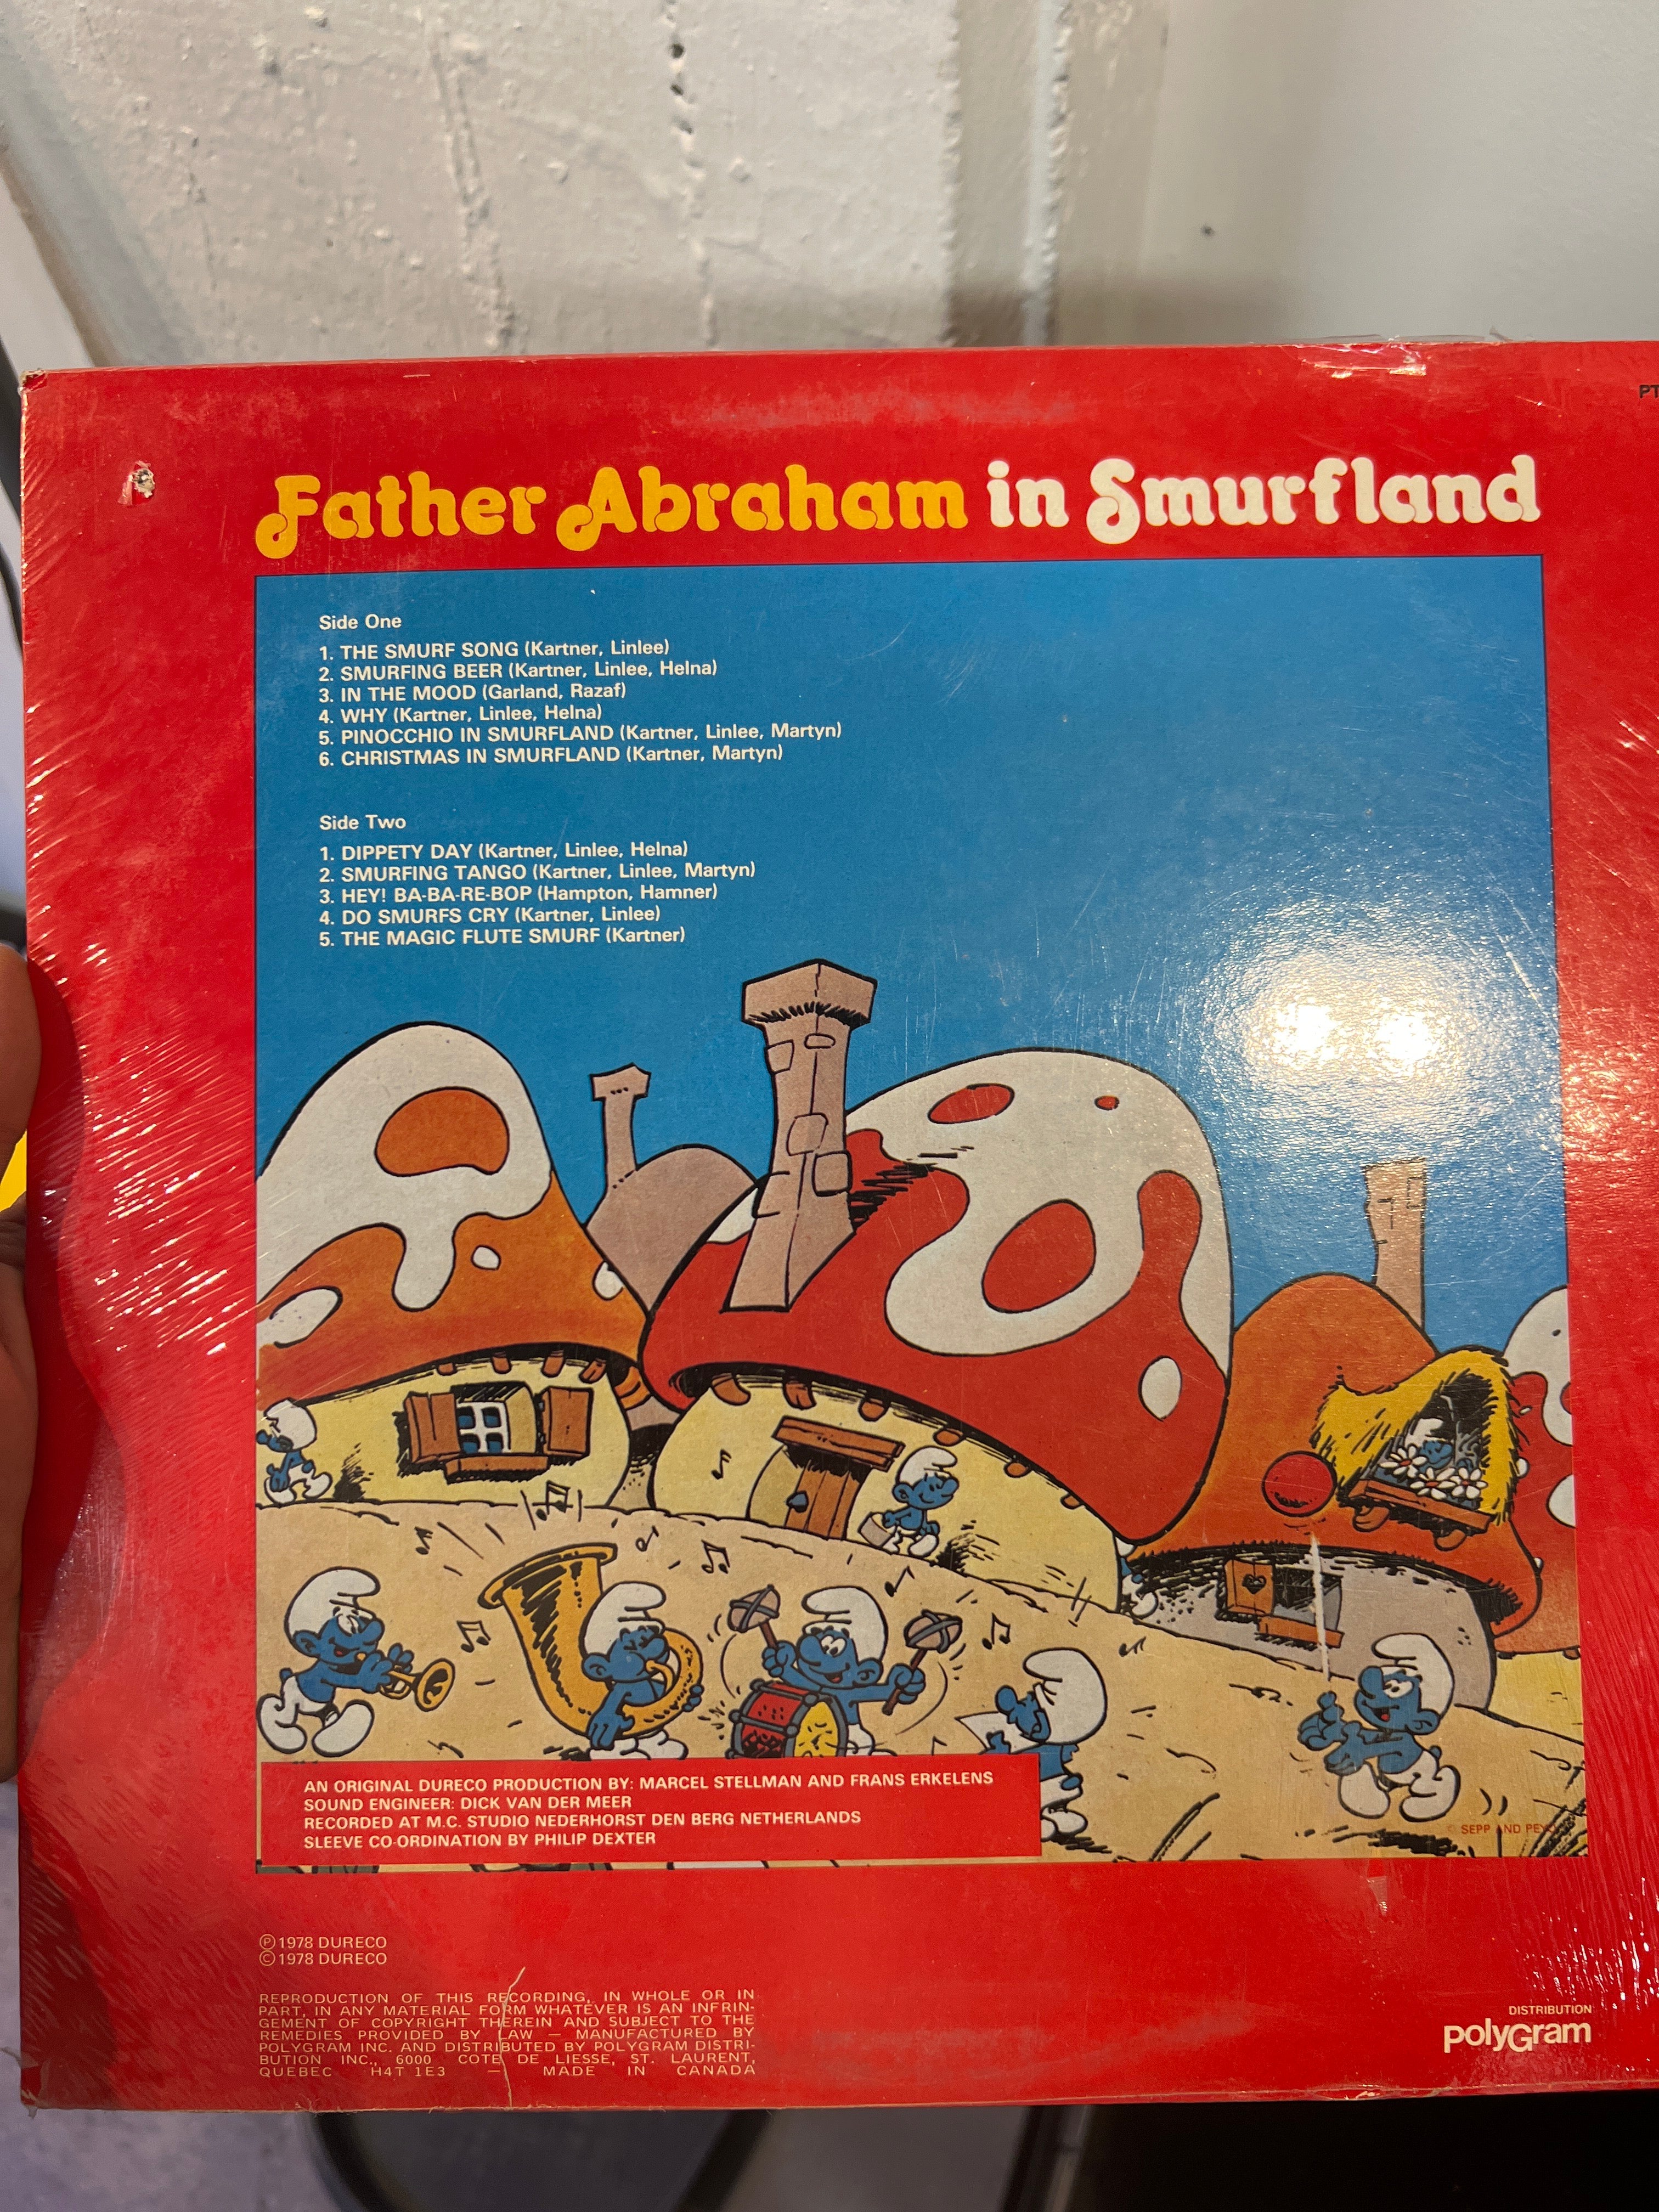 PT
Father Abraham in Smurfland
Side One
1. THE SMURF SONG (Kartner, Linlee)
2. SMURFING BEER (Kartner, Linlee, Helna)
3. IN THE MOOD (Garland, Razaf)
4. WHY (Kartner, Linlee, Helna)
5. PINOCCHIO IN SMURFLAND (Kartner, Linlee, Martyn)
6. CHRISTMAS IN SMURFLAND (Kartner, Martyn)
Side Two
1. DIPPETY DAY (Kartner, Linlee, Helna)
2. SMURFING TANGO (Kartner, Linlee, Martyn)
3. HEY! BA-BA-RE-BOP (Hampton, Hamner)
4. DO SMURFS CRY (Kartner, Linlee)
5. THE MAGIC FLUTE SMURF (Kartner)
AN ORIGINAL DURECO PRODUCTION BY: MARCEL STELLMAN AND FRANS ERKELENS
SOUND ENGINEER: DICK VAN DER MEER
RECORDED AT M.C. STUDIO NEDERHORST DEN BERG NETHERLANDS
SLEEVE CO-ORDINATION BY PHILIP DEXTER
© SEPP AND PEYO
Ⓟ 1978 DURECO
© 1978 DURECO
REPRODUCTION OF THIS RECORDING, IN WHOLE OR IN
PART, IN ANY MATERIAL FORM WHATEVER IS AN INFRIN-
GEMENT OF COPYRIGHT THEREIN AND SUBJECT TO THE
REMEDIES PROVIDED BY LAW — MANUFACTURED BY
POLYGRAM INC. AND DISTRIBUTED BY POLYGRAM DISTRI-
BUTION INC., 6000 COTE DE LIESSE, ST. LAURENT,
QUEBEC H4T 1E3 — MADE IN CANADA
DISTRIBUTION
polyGram